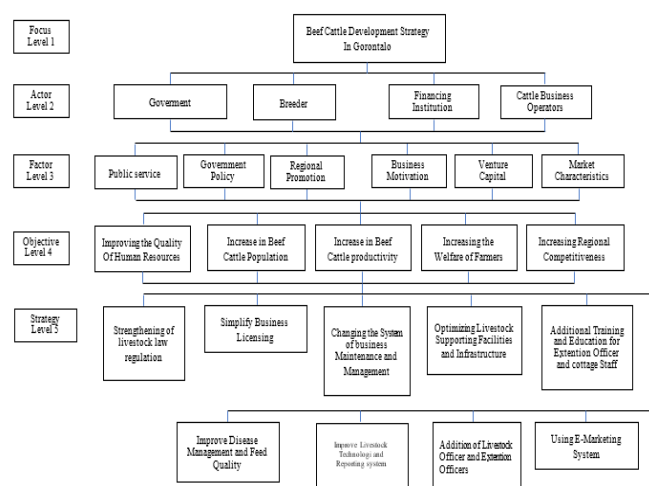 Focus
Level 1
Beef Cattle Development Strategy
In Gorontalo
Actor
Level 2
Goverment
Breeder
Financing
Institution
Cattle Business
Operators
Factor
Level 3
Public service
Government
Policy
Regional
Promotion
Business
Motivation
Venture
Capital
Market
Characteristics
Objective
Level 4
Improving the Quality
Of Human Resources
Increase in Beef
Cattle Population
Increase in Beef
Cattle productivity
Increasing the
Welfare of Farmers
Increasing Regional
Competitiveness
Strategy
Level 5
Strengthening of
livestock law
regulation
Simplify Business
Licensing
Changing the System
of business
Maintenance and
Management
Optimizing Livestock
Supporting Facilities
and Infrastructure
Additional Training
and Education for
Extention Officer
and cottage Staff
Improve Disease
Management and Feed
Quality
Improve Livestock
Technologi and
Reporting system
Addition of Livestock
Officer and Extention
Officers
Using E-Marketing
System